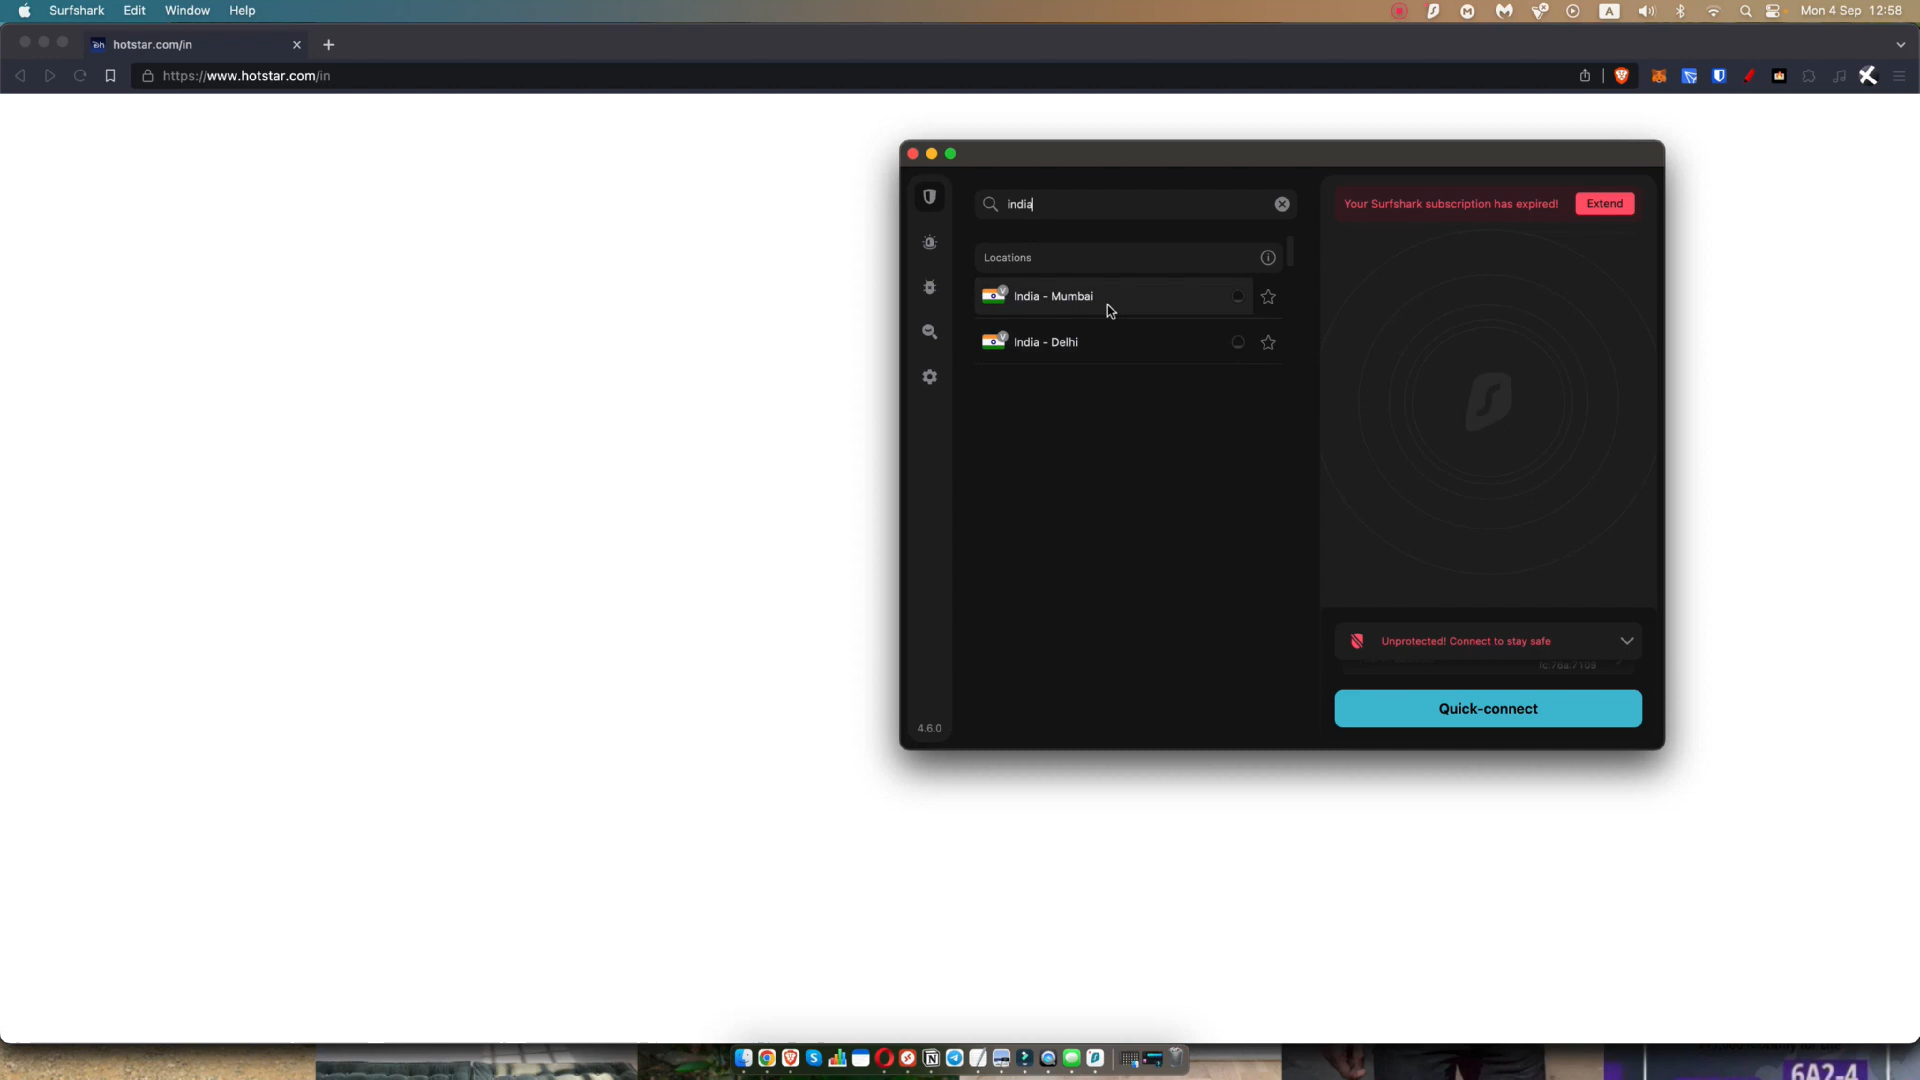 Surfshark Edit Window Help
A Mon 4 Sep 12:58
hotstar.com/in
https://www.hotstar.com/in
india
Your Surfshark subscription has expired! Extend
Locations
India - Mumbai
India - Delhi
Unprotected! Connect to stay safe
Quick-connect
4.6.0
6A2-4